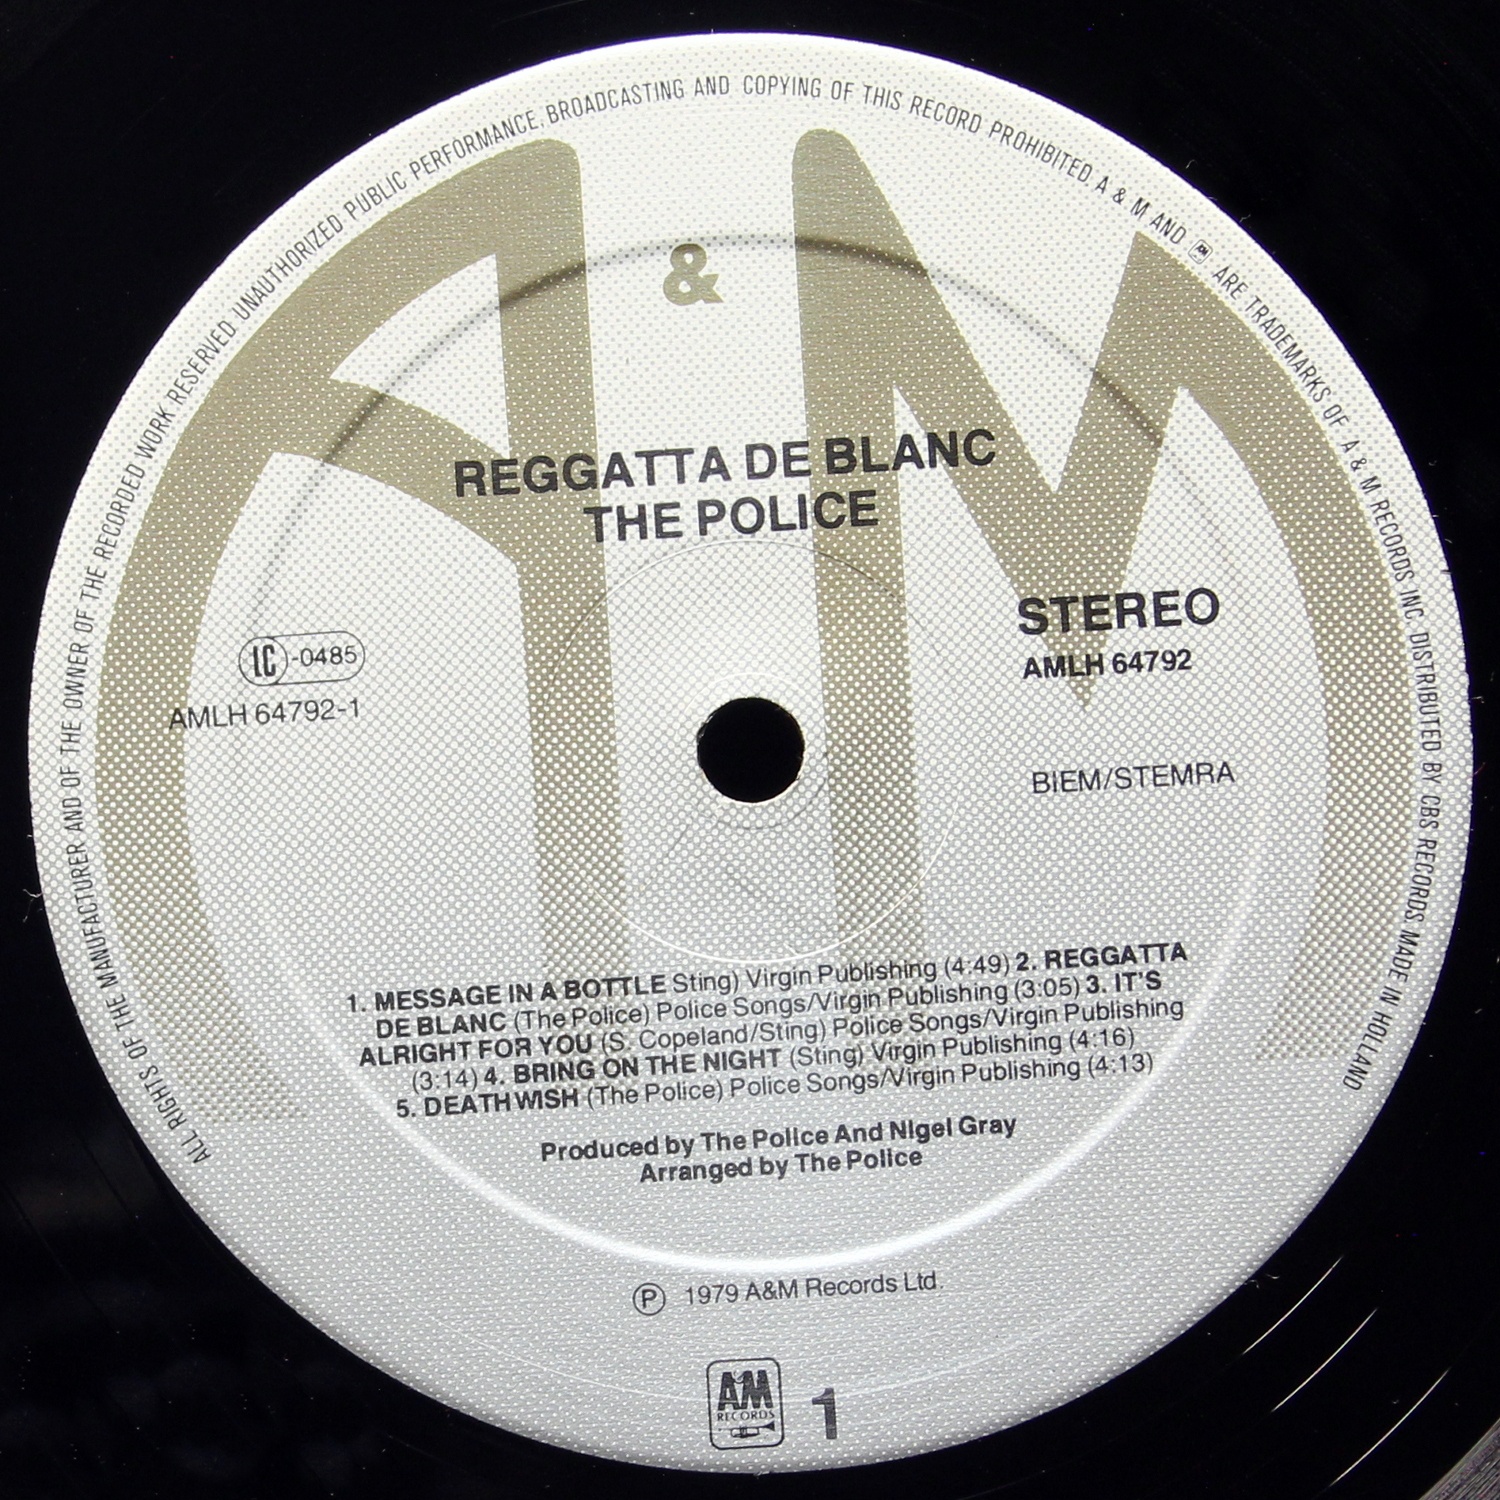 ALL RIGHTS OF THE MANUFACTURER AND OF THE OWNER OF THE RECORDED WORK RESERVED UNAUTHORIZED PUBLIC PERFORMANCE, BROADCASTING AND COPYING OF THIS RECORD PROHIBITED A & M AND AM ARE TRADEMARKS OF A & M RECORDS INC. DISTRIBUTED BY CBS RECORDS. MADE IN HOLLAND
A & M
REGGATTA DE BLANC
THE POLICE
STEREO
AMLH 64792
LC -0485
AMLH 64792-1
BIEM/STEMRA
1. MESSAGE IN A BOTTLE Sting) Virgin Publishing (4:49) 2. REGGATTA
DE BLANC (The Police) Police Songs/Virgin Publishing (3:05) 3. IT'S
ALRIGHT FOR YOU (S. Copeland/Sting) Police Songs/Virgin Publishing
(3:14) 4. BRING ON THE NIGHT (Sting) Virgin Publishing (4:16)
5. DEATHWISH (The Police) Police Songs/Virgin Publishing (4:13)
Produced by The Police And Nigel Gray
Arranged by The Police
Ⓟ 1979 A&M Records Ltd.
AM
RECORDS
1